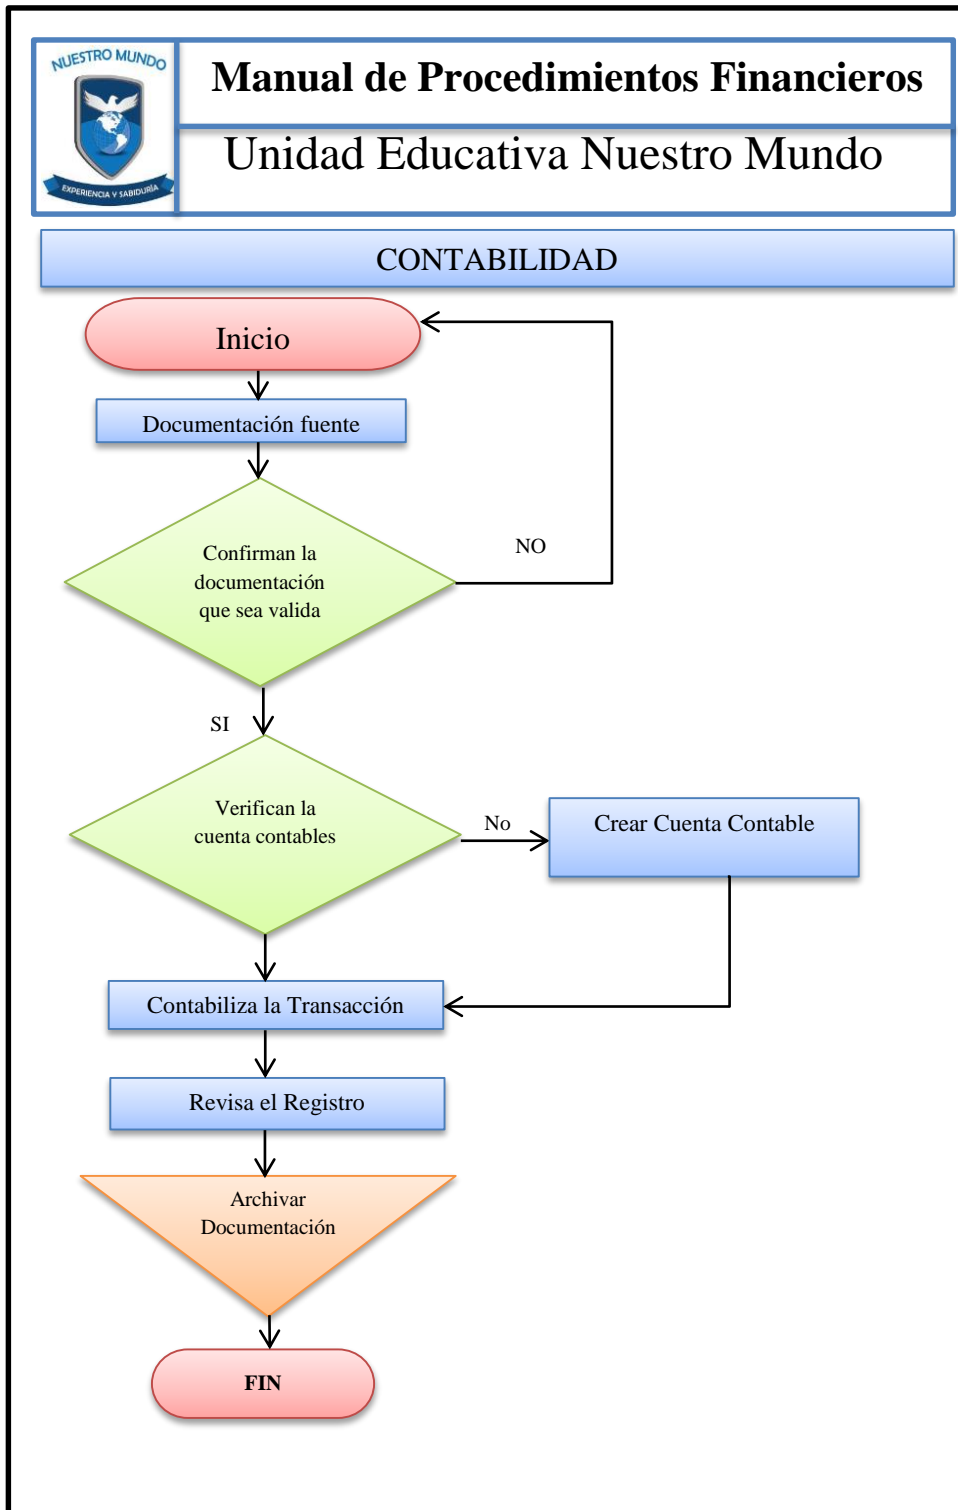 NUESTRO MUNDO
EXPERIENCIA Y SABIDURÍA
Manual de Procedimientos Financieros
Unidad Educativa Nuestro Mundo
CONTABILIDAD
Inicio
Documentación fuente
Confirman la
documentación
que sea valida
NO
SI
Verifican la
cuenta contables
No
Crear Cuenta Contable
Contabiliza la Transacción
Revisa el Registro
Archivar
Documentación
FIN